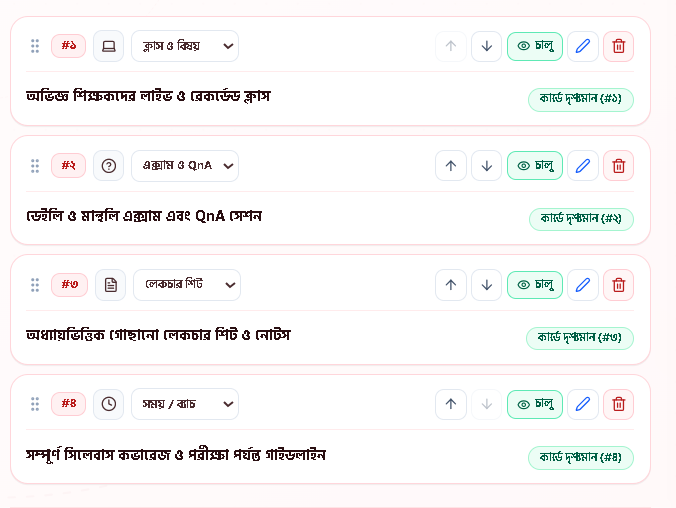 #১ ক্লাস ও বিষয় চালু
অভিজ্ঞ শিক্ষকদের লাইভ ও রেকর্ডেড ক্লাস কার্ডে দৃশ্যমান (#১)
#২ এক্সাম ও QnA চালু
ডেইলি ও মান্থলি এক্সাম এবং QnA সেশন কার্ডে দৃশ্যমান (#২)
#৩ লেকচার শিট চালু
অধ্যায়ভিত্তিক গোছানো লেকচার শিট ও নোটস কার্ডে দৃশ্যমান (#৩)
#৪ সময় / ব্যাচ চালু
সম্পূর্ণ সিলেবাস কভারেজ ও পরীক্ষা পর্যন্ত গাইডলাইন কার্ডে দৃশ্যমান (#৪)